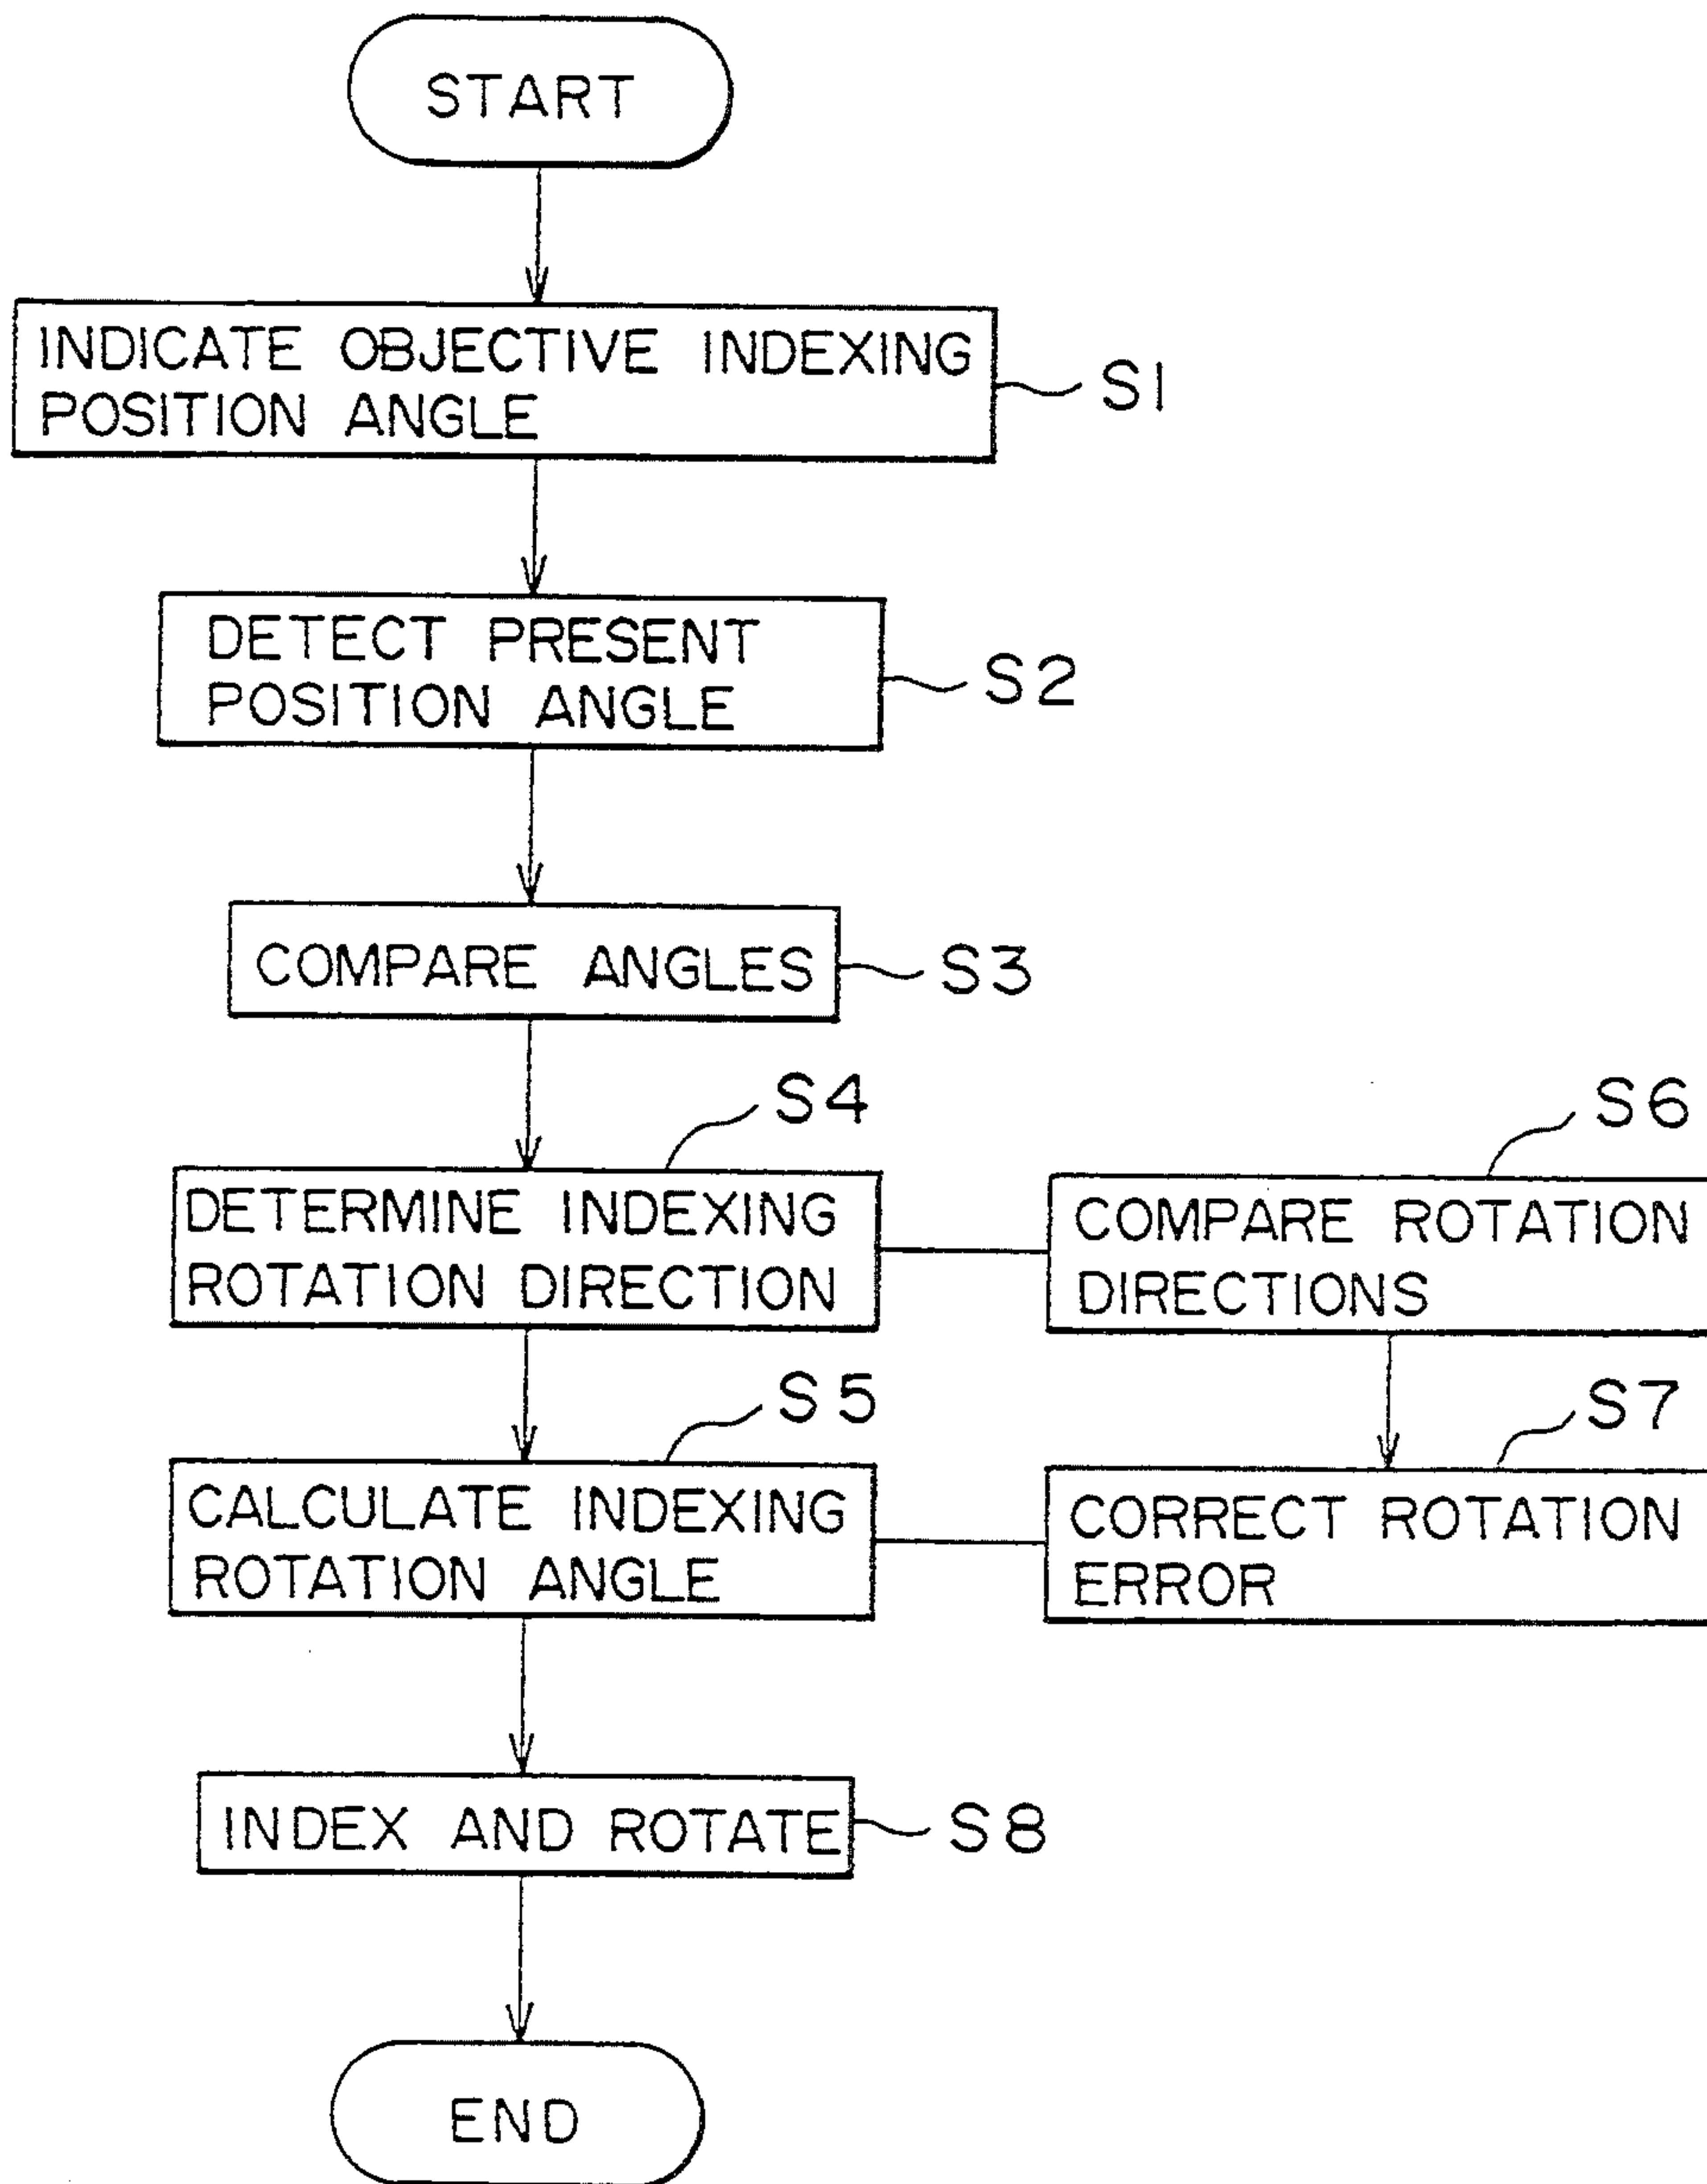 START
INDICATE OBJECTIVE INDEXING
POSITION ANGLE
S1
DETECT PRESENT
POSITION ANGLE
S2
COMPARE ANGLES
S3
S4
DETERMINE INDEXING
ROTATION DIRECTION
S6
COMPARE ROTATION
DIRECTIONS
S5
CALCULATE INDEXING
ROTATION ANGLE
S7
CORRECT ROTATION
ERROR
INDEX AND ROTATE
S8
END